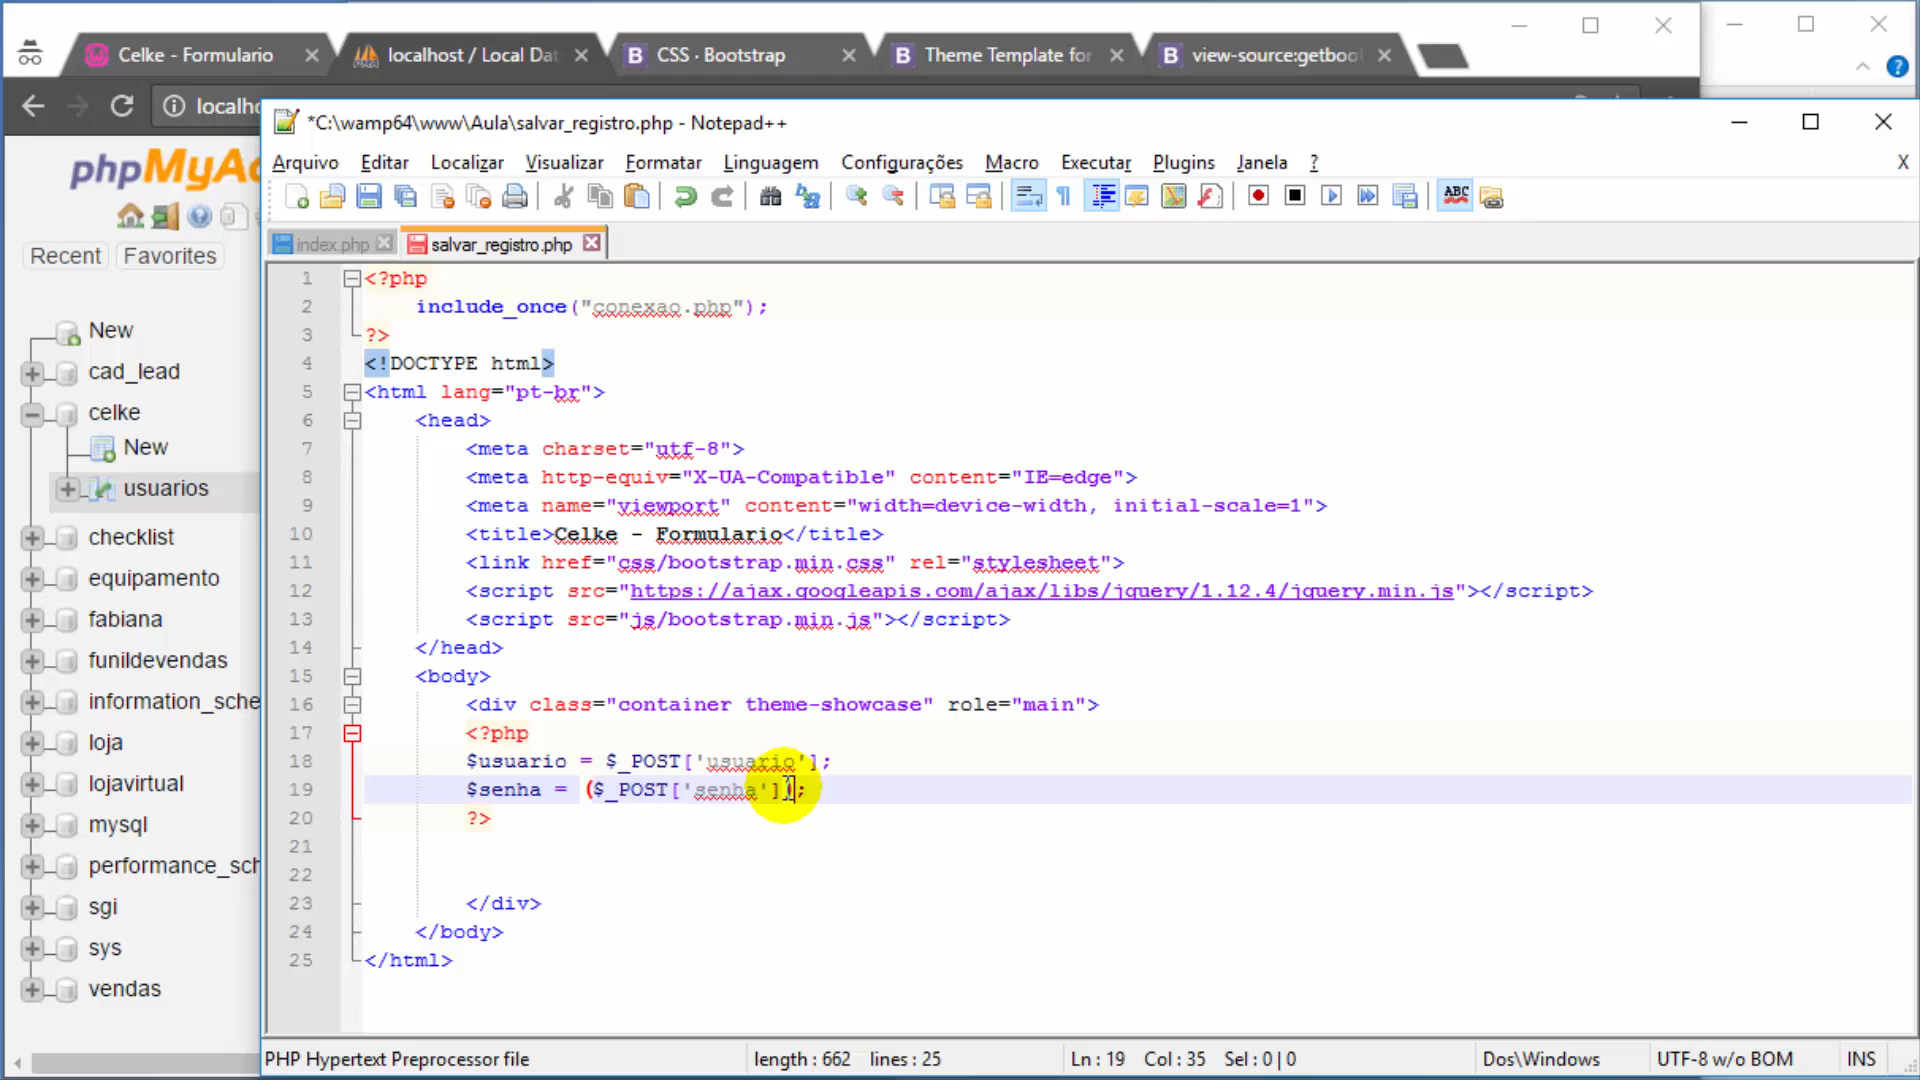 Celke - Formulario
localhost / Local Dat
CSS · Bootstrap
Theme Template for
view-source:getboot
localh
phpMyAd
Recent
Favorites
New
cad_lead
celke
New
usuarios
checklist
equipamento
fabiana
funildevendas
information_sche
loja
lojavirtual
mysql
performance_sch
sgi
sys
vendas
*C:\wamp64\www\Aula\salvar_registro.php - Notepad++
Arquivo Editar Localizar Visualizar Formatar Linguagem Configurações Macro Executar Plugins Janela ? X
ABC
index.php
salvar_registro.php
1 <?php
2 include_once("conexao.php");
3 ?>
4 <!DOCTYPE html>
5 <html lang="pt-br">
6 <head>
7 <meta charset="utf-8">
8 <meta http-equiv="X-UA-Compatible" content="IE=edge">
9 <meta name="viewport" content="width=device-width, initial-scale=1">
10 <title>Celke - Formulario</title>
11 <link href="css/bootstrap.min.css" rel="stylesheet">
12 <script src="https://ajax.googleapis.com/ajax/libs/jquery/1.12.4/jquery.min.js"></script>
13 <script src="js/bootstrap.min.js"></script>
14 </head>
15 <body>
16 <div class="container theme-showcase" role="main">
17 <?php
18 $usuario = $_POST['usuario'];
19 $senha = ($_POST['senha']);
20 ?>
21
22
23 </div>
24 </body>
25 </html>
PHP Hypertext Preprocessor file
length : 662 lines : 25
Ln : 19 Col : 35 Sel : 0 | 0
Dos\Windows
UTF-8 w/o BOM
INS